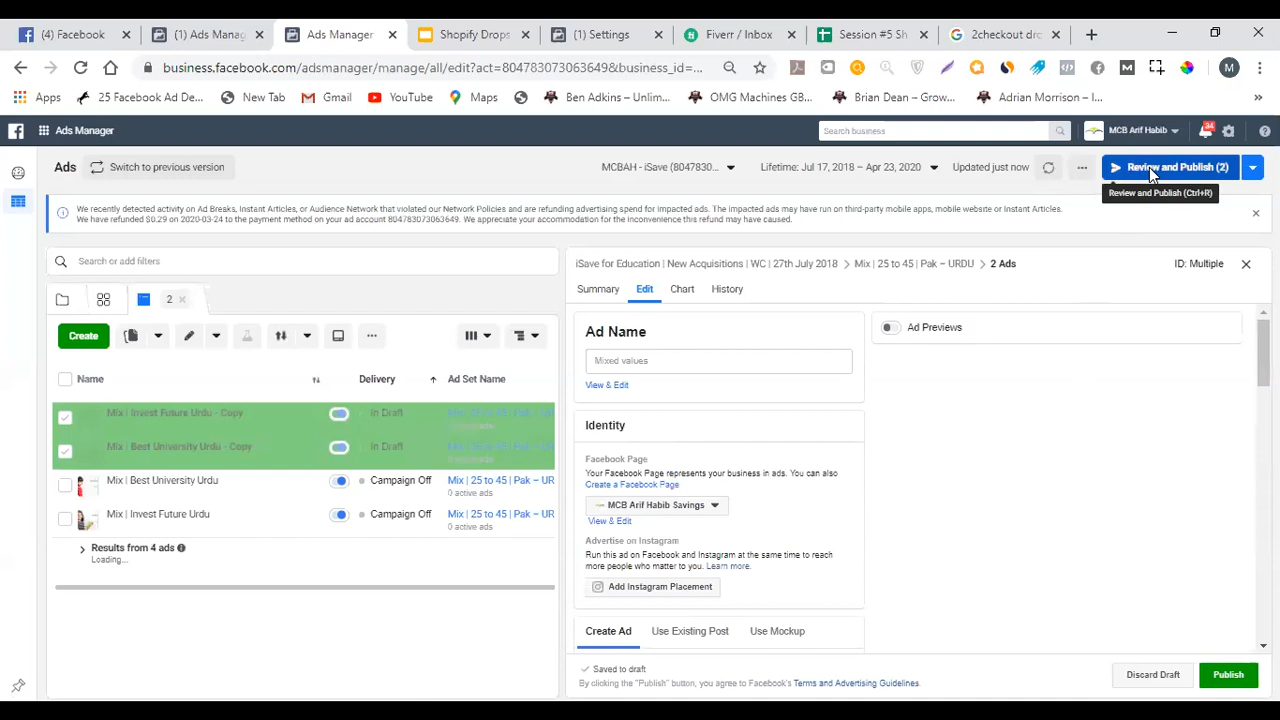 (4) Facebook
(1) Ads Manag
Ads Manager
Shopify Drops
(1) Settings
Fiverr / Inbox
Session #5 Sh
2checkout dro
business.facebook.com/adsmanager/manage/all/edit?act=804783073063649&business_id=...
Apps
25 Facebook Ad De...
New Tab
Gmail
YouTube
Maps
Ben Adkins – Unlim...
OMG Machines GB...
Brian Dean – Grow...
Adrian Morrison – I...
Ads Manager
Search business
MCB Arif Habib
34
Ads
Switch to previous version
MCBAH - iSave (8047830...
Lifetime: Jul 17, 2018 – Apr 23, 2020
Updated just now
Review and Publish (2)
Review and Publish (Ctrl+R)
We recently detected activity on Ad Breaks, Instant Articles, or Audience Network that violated our Network Policies and are refunding advertising spend for impacted ads. The impacted ads may have run on third-party mobile apps, mobile website or Instant Articles.
We have refunded $0.29 on 2020-03-24 to the payment method on your ad account 804783073063649. We appreciate your accommodation for the inconvenience this refund may have caused.
Search or add filters
2
Create
Name
Delivery
Ad Set Name
Mix | Invest Future Urdu - Copy
In Draft
Mix | 25 to 45 | Pak – UR
Mix | Best University Urdu - Copy
In Draft
Mix | 25 to 45 | Pak – UR
Mix | Best University Urdu
Campaign Off
Mix | 25 to 45 | Pak – UR
0 active ads
Mix | Invest Future Urdu
Campaign Off
Mix | 25 to 45 | Pak – UR
0 active ads
Results from 4 ads
Loading...
iSave for Education | New Acquisitions | WC | 27th July 2018
Mix | 25 to 45 | Pak – URDU
2 Ads
ID: Multiple
Summary
Edit
Chart
History
Ad Name
Mixed values
View & Edit
Ad Previews
Identity
Facebook Page
Your Facebook Page represents your business in ads. You can also
Create a Facebook Page
MCB Arif Habib Savings
View & Edit
Advertise on Instagram
Run this ad on Facebook and Instagram at the same time to reach
more people who matter to you. Learn more.
Add Instagram Placement
Create Ad
Use Existing Post
Use Mockup
Saved to draft
By clicking the "Publish" button, you agree to Facebook's Terms and Advertising Guidelines.
Discard Draft
Publish